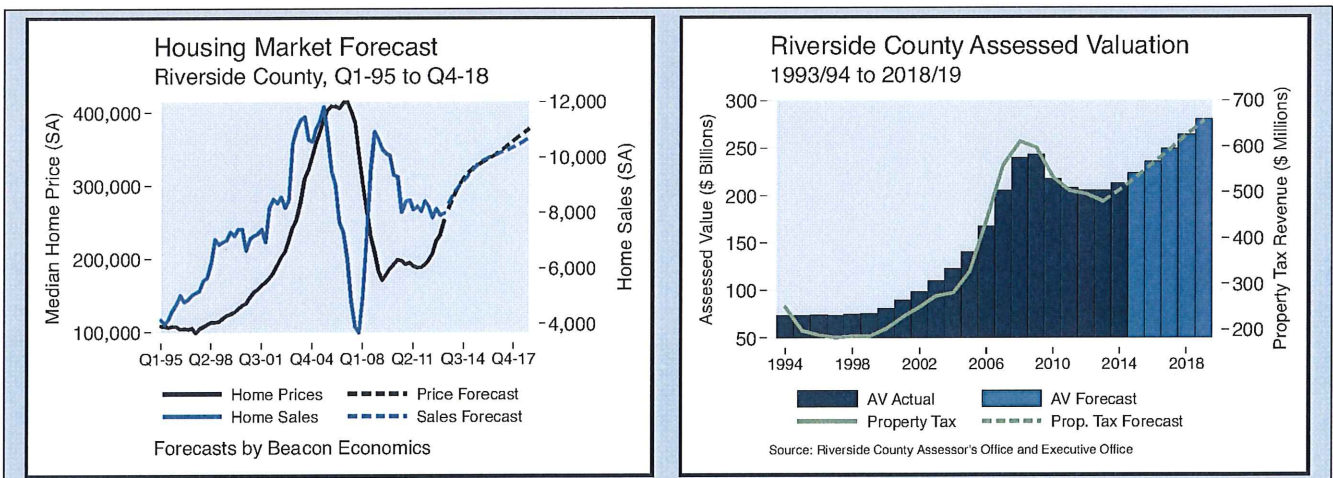 Housing Market Forecast
Riverside County, Q1-95 to Q4-18
Median Home Price (SA)
400,000
300,000
200,000
100,000
12,000
10,000
8,000
6,000
4,000
Home Sales (SA)
Q1-95 Q2-98 Q3-01 Q4-04 Q1-08 Q2-11 Q3-14 Q4-17
Home Prices Price Forecast
Home Sales Sales Forecast
Forecasts by Beacon Economics
Riverside County Assessed Valuation
1993/94 to 2018/19
Assessed Value ($ Billions)
300
250
200
150
100
50
700
600
500
400
300
200
Property Tax Revenue ($ Millions)
1994 1998 2002 2006 2010 2014 2018
AV Actual AV Forecast
Property Tax Prop. Tax Forecast
Source: Riverside County Assessor's Office and Executive Office